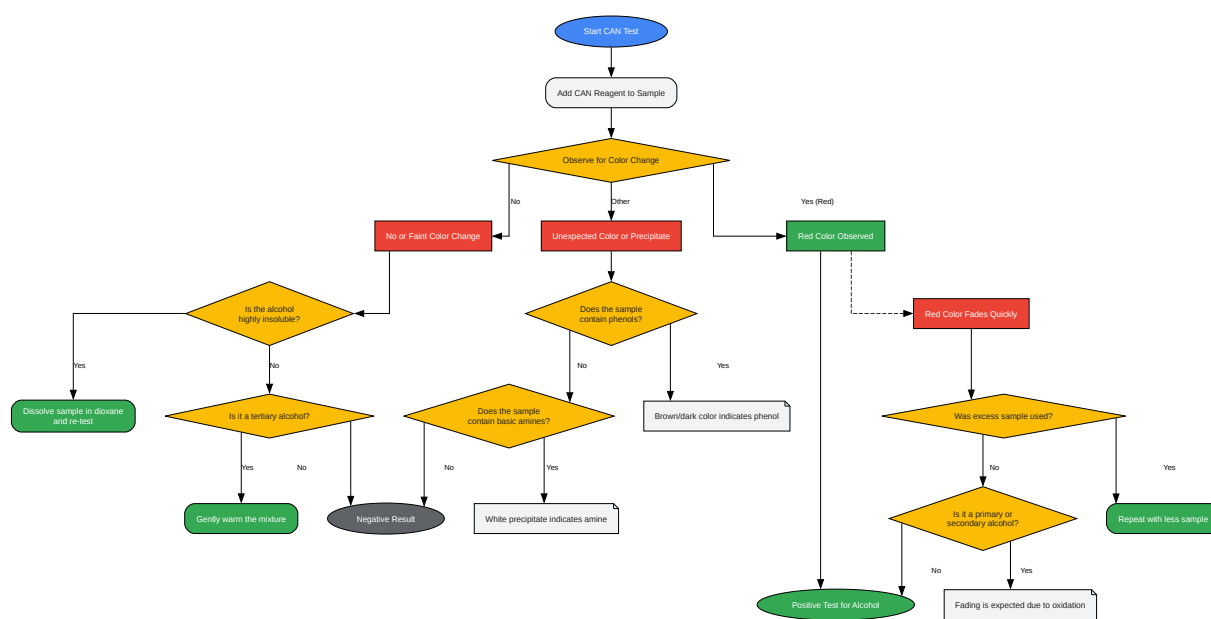 Start CAN Test
Add CAN Reagent to Sample
Observe for Color Change
No
Other
Yes (Red)
No or Faint Color Change
Unexpected Color or Precipitate
Red Color Observed
Is the alcohol
highly insoluble?
Does the sample
contain phenols?
Red Color Fades Quickly
Yes
No
No
Yes
Dissolve sample in dioxane
and re-test
Is it a tertiary alcohol?
Does the sample
contain basic amines?
Brown/dark color indicates phenol
Was excess sample used?
Yes
No
No
Yes
No
Yes
Gently warm the mixture
Negative Result
White precipitate indicates amine
Is it a primary or
secondary alcohol?
Repeat with less sample
No
Yes
Positive Test for Alcohol
Fading is expected due to oxidation